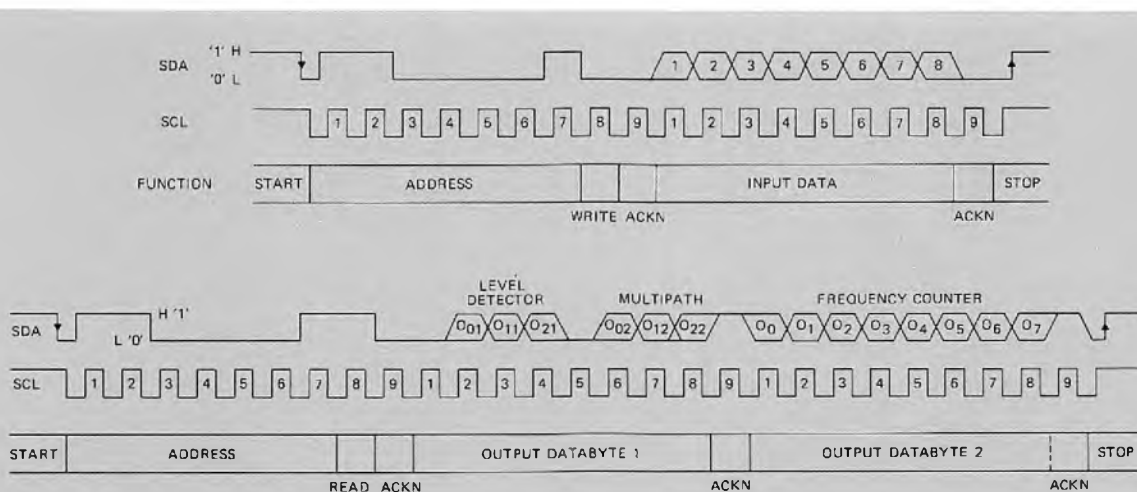 '1' H
SDA
'0' L
1 2 3 4 5 6 7 8
SCL
1 2 3 4 5 6 7 8 9 1 2 3 4 5 6 7 8 9
FUNCTION START ADDRESS INPUT DATA STOP
WRITE ACKN ACKN
LEVEL
DETECTOR MULTIPATH FREQUENCY COUNTER
H '1'
SDA
L '0'
O01 O11 O21 O02 O12 O22 O0 O1 O2 O3 O4 O5 O6 O7
SCL
1 2 3 4 5 6 7 8 9 1 2 3 4 5 6 7 8 9 1 2 3 4 5 6 7 8 9
START ADDRESS OUTPUT DATABYTE 1 OUTPUT DATABYTE 2 STOP
READ ACKN ACKN ACKN